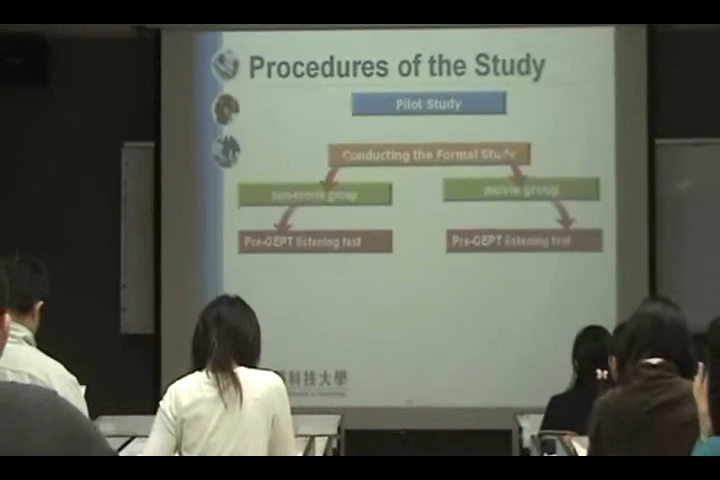 Procedures of the Study
Pilot Study
Conducting the Formal Study
non-movie group
movie group
Pre-GEPT listening test
Pre-GEPT listening test
科技大學